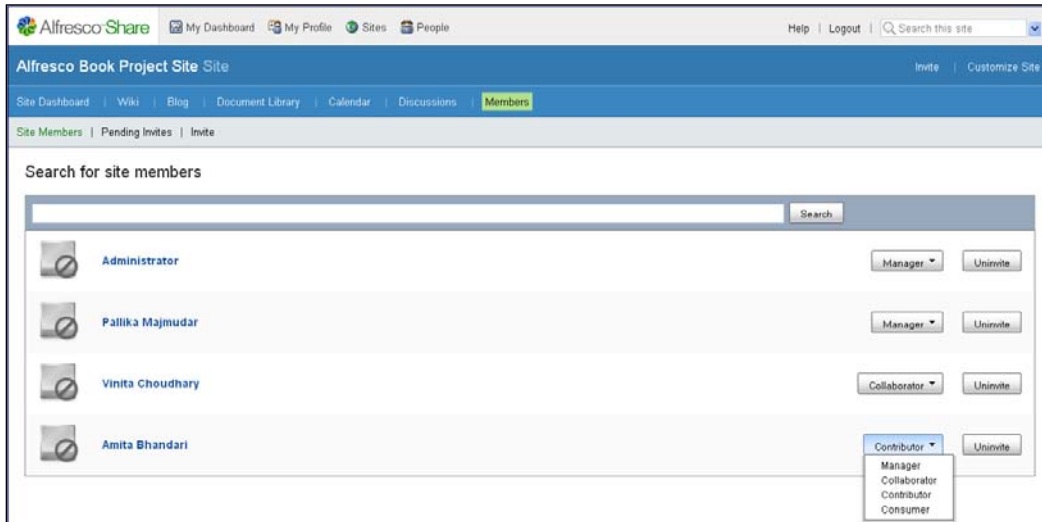 Alfresco Share My Dashboard My Profile Sites People Help | Logout | Search this site
Alfresco Book Project Site Site Invite | Customize Site
Site Dashboard | Wiki | Blog | Document Library | Calendar | Discussions | Members
Site Members | Pending Invites | Invite
Search for site members
Search
Administrator Manager Uninvite
Pallika Majmudar Manager Uninvite
Vinita Choudhary Collaborator Uninvite
Amita Bhandari Contributor Uninvite
Manager
Collaborator
Contributor
Consumer